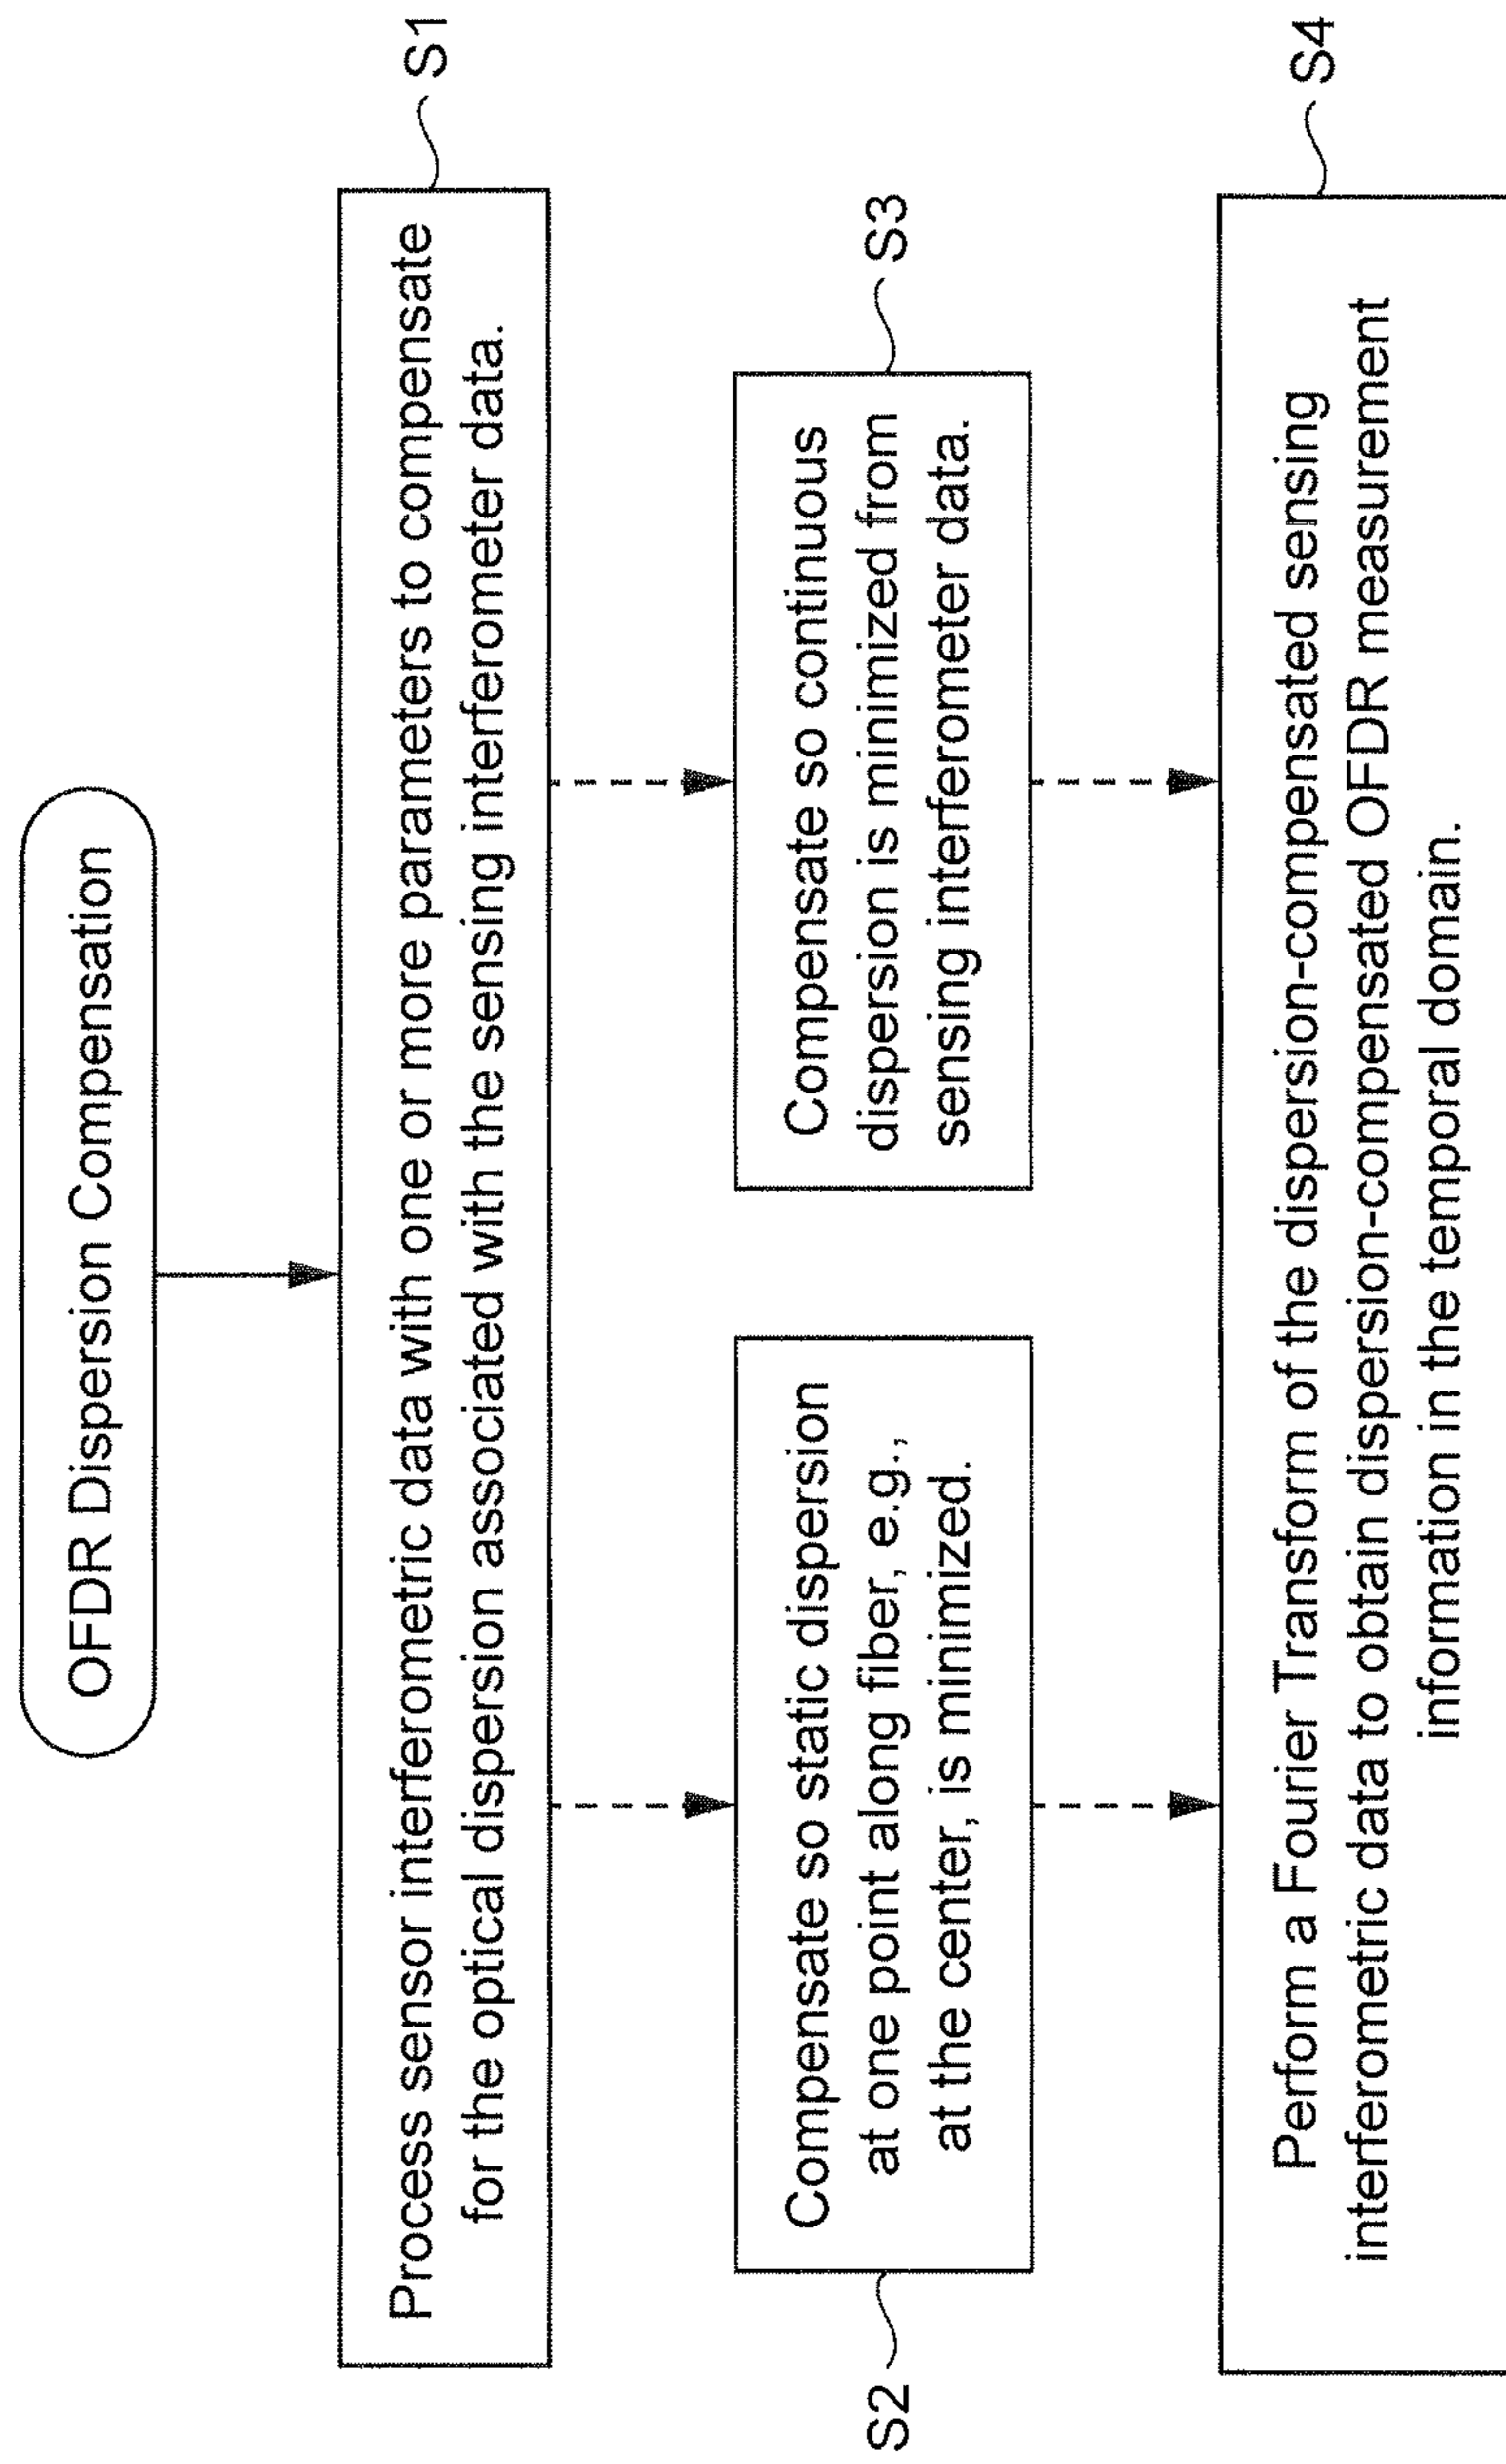 OFDR Dispersion Compensation
S1
Process sensor interferometric data with one or more parameters to compensate
for the optical dispersion associated with the sensing interferometer data.
S2
Compensate so static dispersion
at one point along fiber, e.g.,
at the center, is minimized.
S3
Compensate so continuous
dispersion is minimized from
sensing interferometer data.
S4
Perform a Fourier Transform of the dispersion-compensated sensing
interferometric data to obtain dispersion-compensated OFDR measurement
information in the temporal domain.